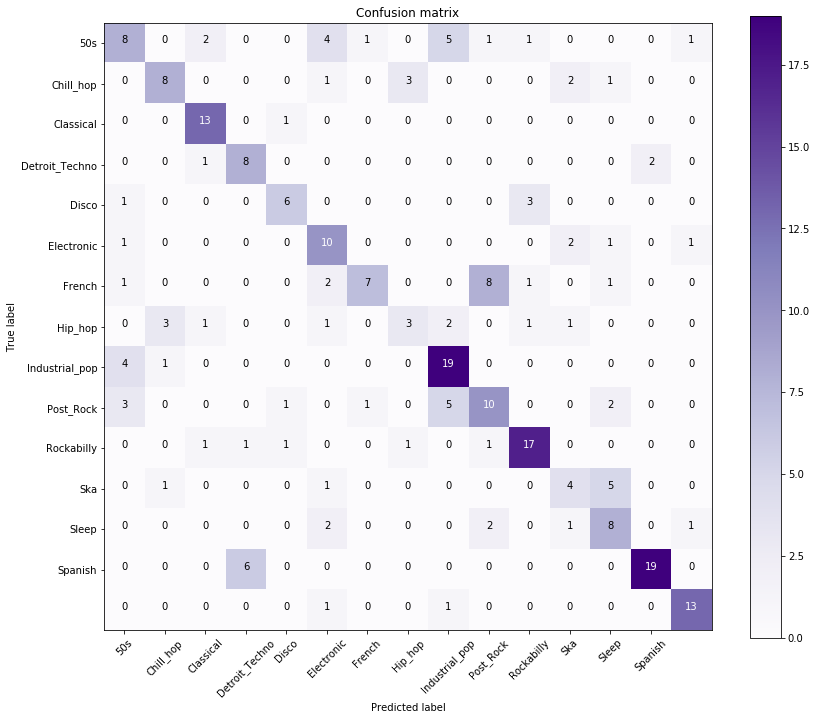 Confusion matrix
50s 8 0 2 0 0 4 1 0 5 1 1 0 0 0 1
Chill_hop 0 8 0 0 0 1 0 3 0 0 0 2 1 0 0
Classical 0 0 13 0 1 0 0 0 0 0 0 0 0 0 0
Detroit_Techno 0 0 1 8 0 0 0 0 0 0 0 0 0 2 0
Disco 1 0 0 0 6 0 0 0 0 0 3 0 0 0 0
Electronic 1 0 0 0 0 10 0 0 0 0 0 2 1 0 1
French 1 0 0 0 0 2 7 0 0 8 1 0 1 0 0
Hip_hop 0 3 1 0 0 1 0 3 2 0 1 1 0 0 0
Industrial_pop 4 1 0 0 0 0 0 0 19 0 0 0 0 0 0
Post_Rock 3 0 0 0 1 0 1 0 5 10 0 0 2 0 0
Rockabilly 0 0 1 1 1 0 0 1 0 1 17 0 0 0 0
Ska 0 1 0 0 0 1 0 0 0 0 0 4 5 0 0
Sleep 0 0 0 0 0 2 0 0 0 2 0 1 8 0 1
Spanish 0 0 0 6 0 0 0 0 0 0 0 0 0 19 0
0 0 0 0 0 1 0 0 1 0 0 0 0 0 13
True label
50s Chill_hop Classical Detroit_Techno Disco Electronic French Hip_hop Industrial_pop Post_Rock Rockabilly Ska Sleep Spanish
Predicted label
17.5
15.0
12.5
10.0
7.5
5.0
2.5
0.0